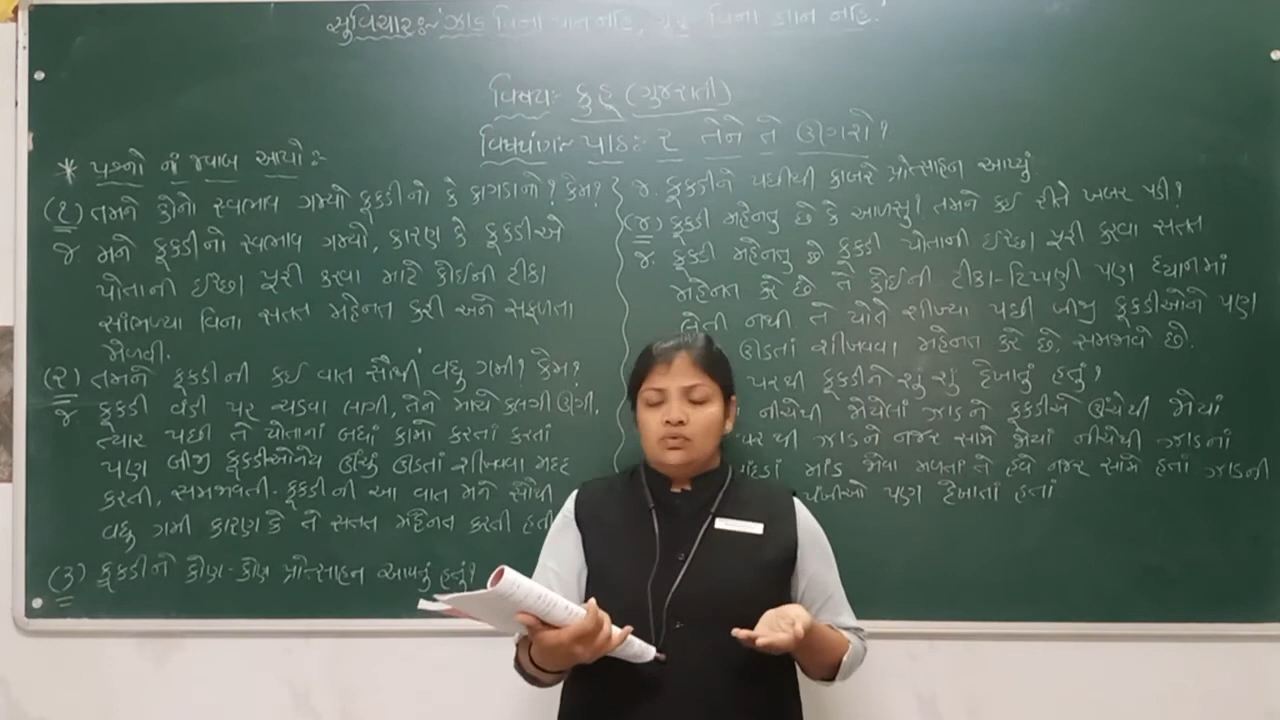 સુવિચાર:- 'ઝાડ વિના પાન નહિ, ગુરુ વિના જ્ઞાન નહિ.'
વિષય:- કુહૂ (ગુજરાતી)
વિષયાંગ:- પાઠ:- ૨ તેને તે ઊગરો?
* પ્રશ્નો નાં જવાબ આપો :-
(૧) તમને કોનો સ્વભાવ ગમ્યો કૂકડીનો કે કાગડાનો? કેમ?
જ. મને કૂકડીનો સ્વભાવ ગમ્યો, કારણ કે કૂકડીએ
પોતાની ઈચ્છા પૂરી કરવા માટે કોઈની ટીકા
સાંભળ્યા વિના સતત મહેનત કરી અને સફળતા
મેળવી.
(૨) તમને કૂકડીની કઈ વાત સૌથી વધુ ગમી? કેમ?
જ. કૂકડી વંડી પર ચડવા લાગી, તેને માથે કલગી ઊગી.
ત્યાર પછી તે પોતાનાં બધાં કામો કરતાં કરતાં
પણ બીજી કૂકડીઓનેય ઊંચું ઊડતાં શીખવવા મદદ
કરતી, સમજાવતી. કૂકડીની આ વાત મને સૌથી
વધુ ગમી કારણ કે તે સતત મહેનત કરતી હતી
(૩) કૂકડીને કોણ-કોણ પ્રોત્સાહન આપતું હતું?
જ. કૂકડીને પછીથી કાબરે પ્રોત્સાહન આપ્યું
(૪) કૂકડી મહેનતુ છે કે આળસુ? તમને કઈ રીતે ખબર પડી?
જ. કૂકડી મહેનતુ છે કૂકડી પોતાની ઈચ્છા પૂરી કરવા સતત
મહેનત કરે છે તે કોઈની ટીકા-ટિપ્પણી પણ ધ્યાનમાં
લેતી નથી તે પોતે શીખ્યા પછી બીજી કૂકડીઓને પણ
ઊડતાં શીખવવા મહેનત કરે છે, સમજાવે છે.
પરથી કૂકડીને શું શું દેખાતું હતું?
નીચેથી જોયેલાં ઝાડને કૂકડીએ ઊંચેથી જોયાં
પરથી ઝાડને નજર સામે જોયાં નીચેથી ઝાડનાં
માંડ જોવા મળતાં તે હવે નજર સામે હતાં ઝાડની
પંખીઓ પણ દેખાતાં હતાં